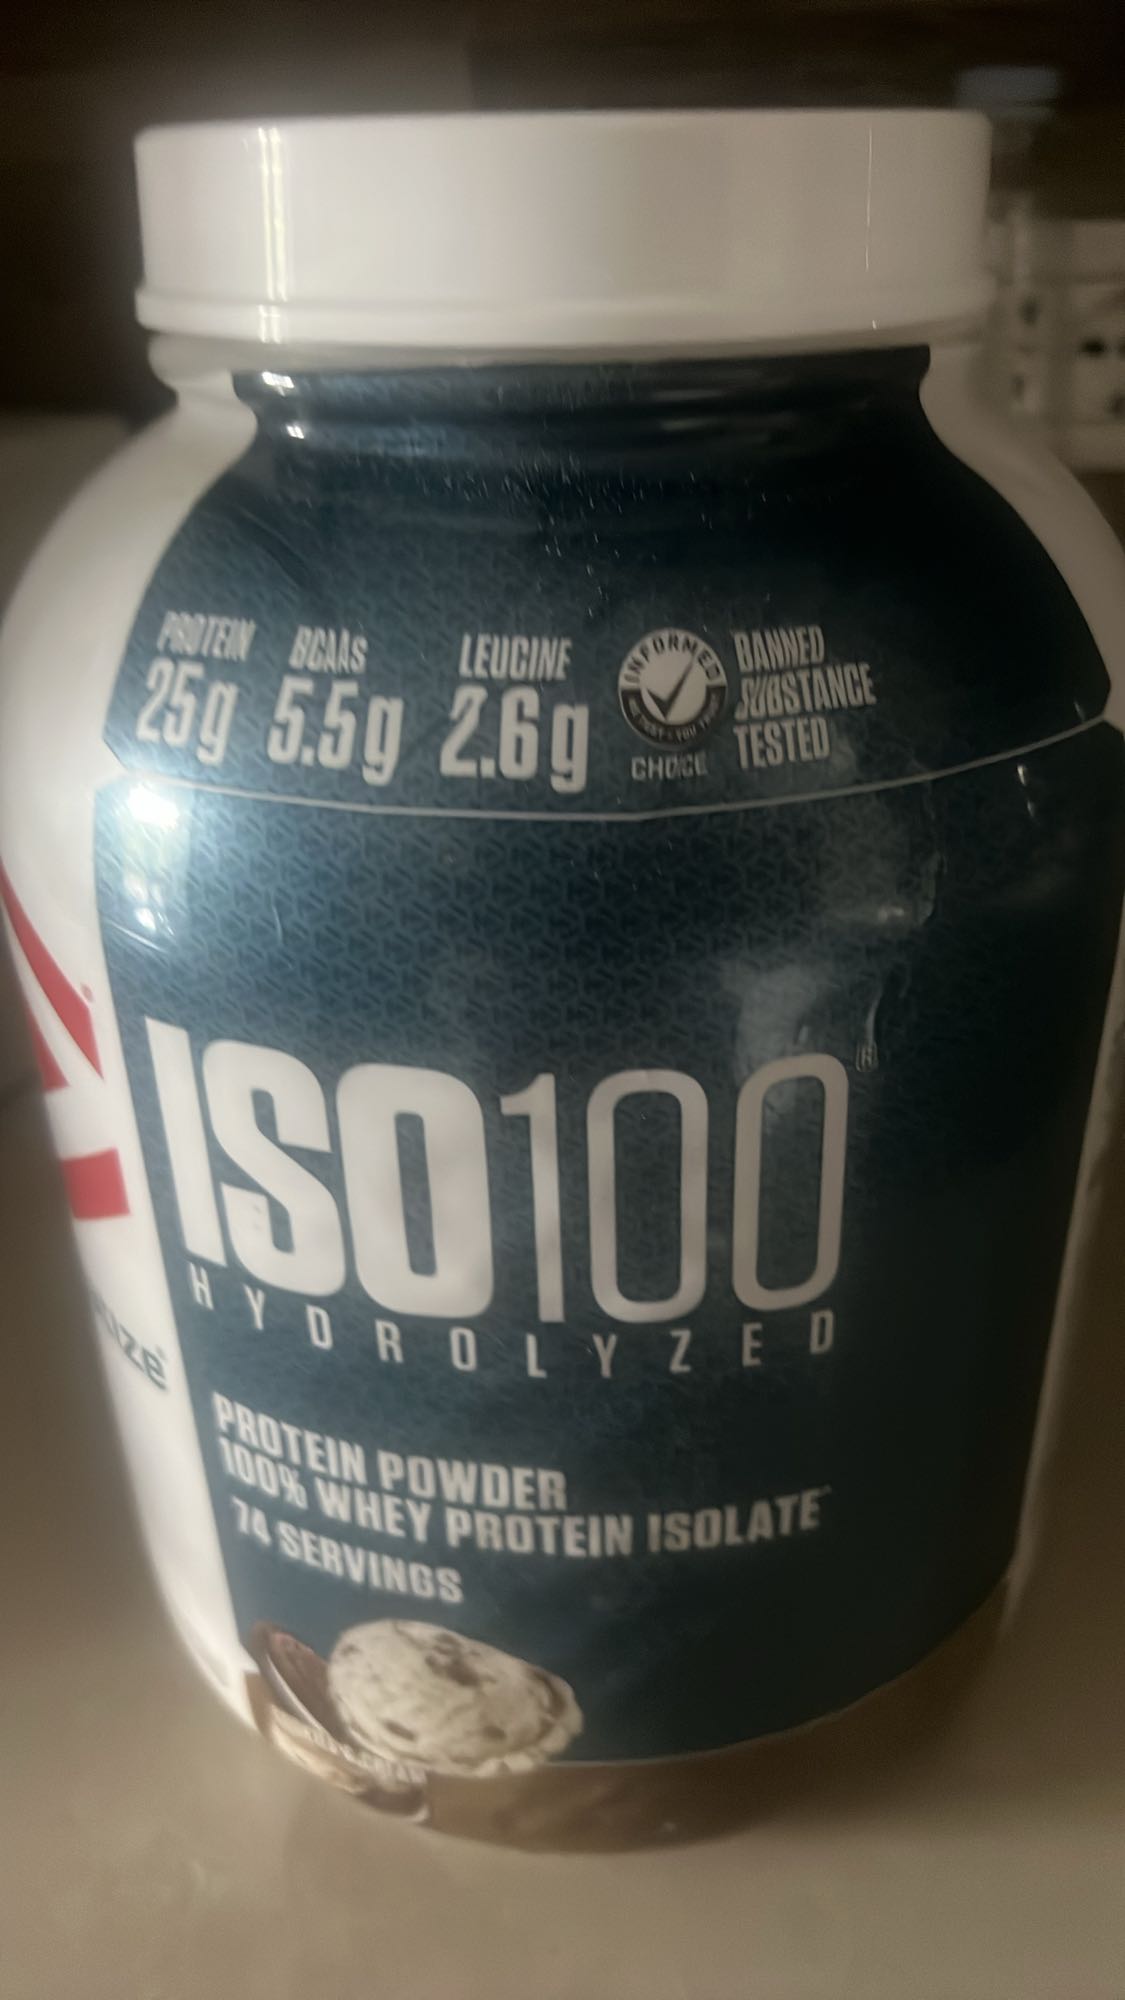 PROTEIN BCAAs LEUCINE
25g 5.5g 2.6g
INFORMED
CHOICE
BANNED
SUBSTANCE
TESTED
ISO100®
HYDROLYZED
PROTEIN POWDER
100% WHEY PROTEIN ISOLATE
74 SERVINGS